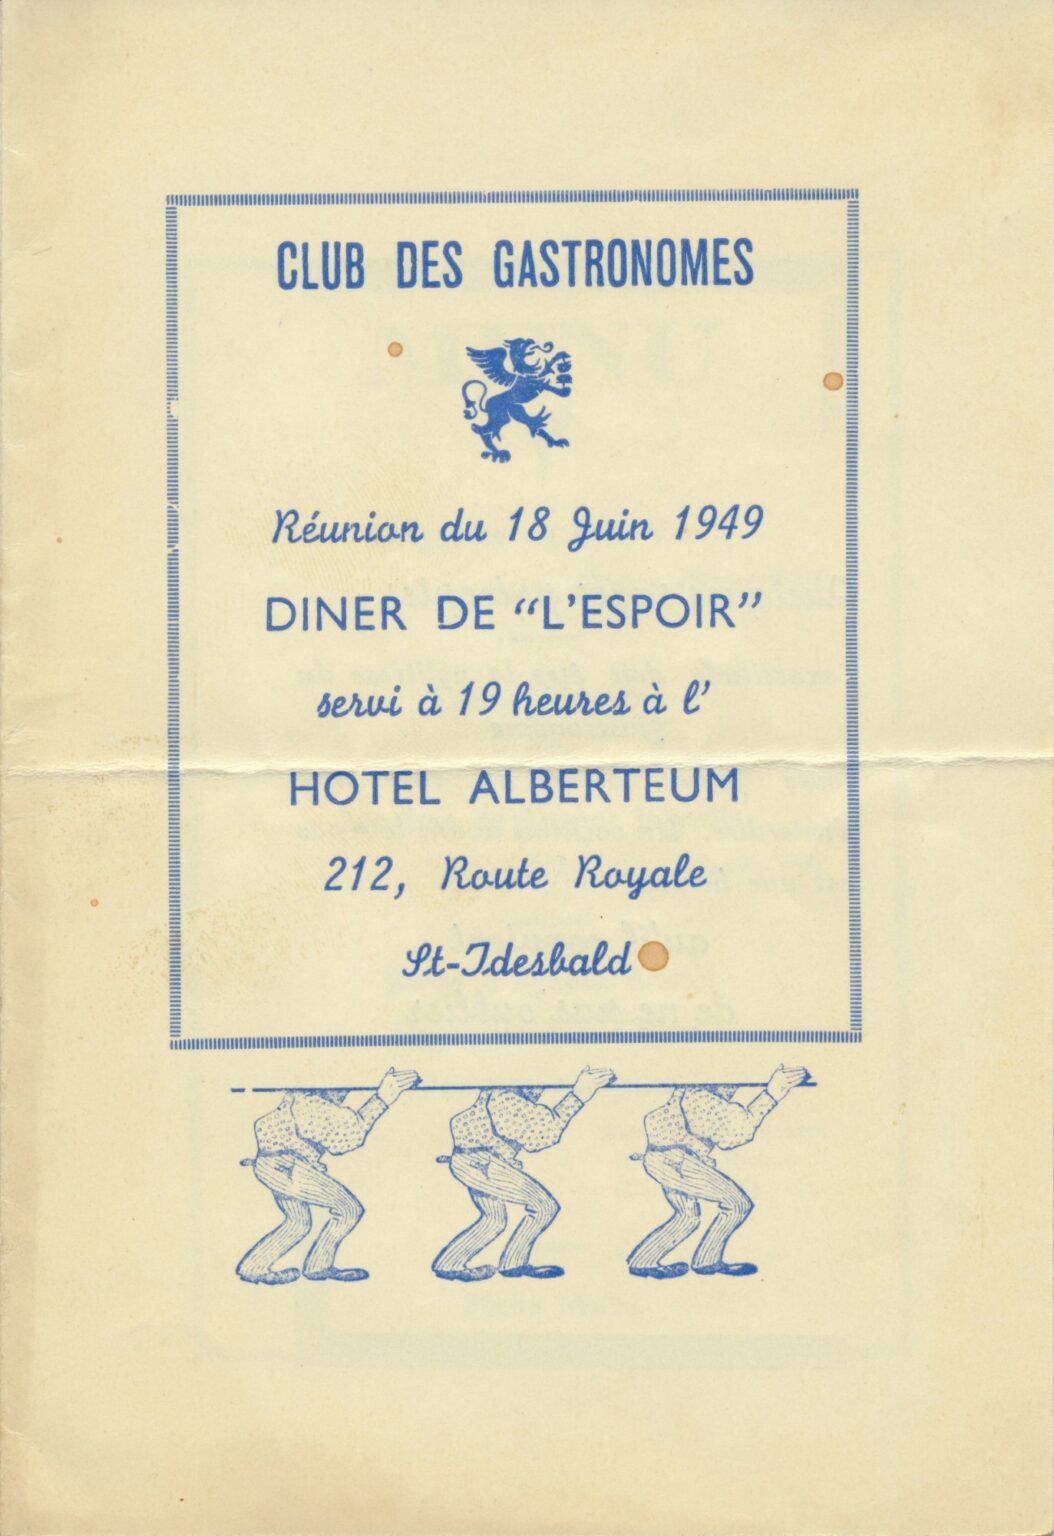 CLUB DES GASTRONOMES
Réunion du 18 Juin 1949
DINER DE "L'ESPOIR"
servi à 19 heures à l'
HOTEL ALBERTEUM
212, Route Royale
St-Idesbald